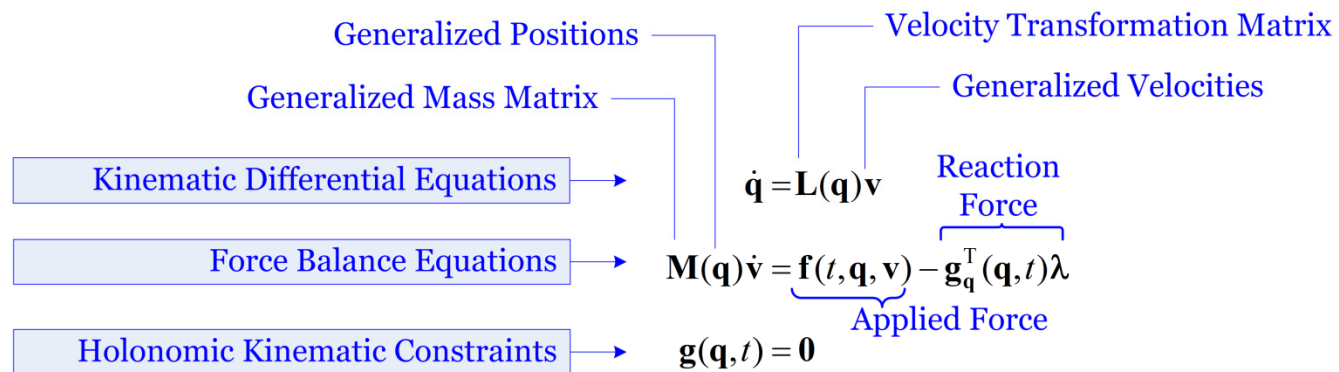 Generalized Positions
Velocity Transformation Matrix
Generalized Mass Matrix
Generalized Velocities
Kinematic Differential Equations
q̇ = L(q)v
Reaction
Force
Force Balance Equations
M(q)v̇ = f(t,q,v) − g_q^T(q,t)λ
Applied Force
Holonomic Kinematic Constraints
g(q,t) = 0